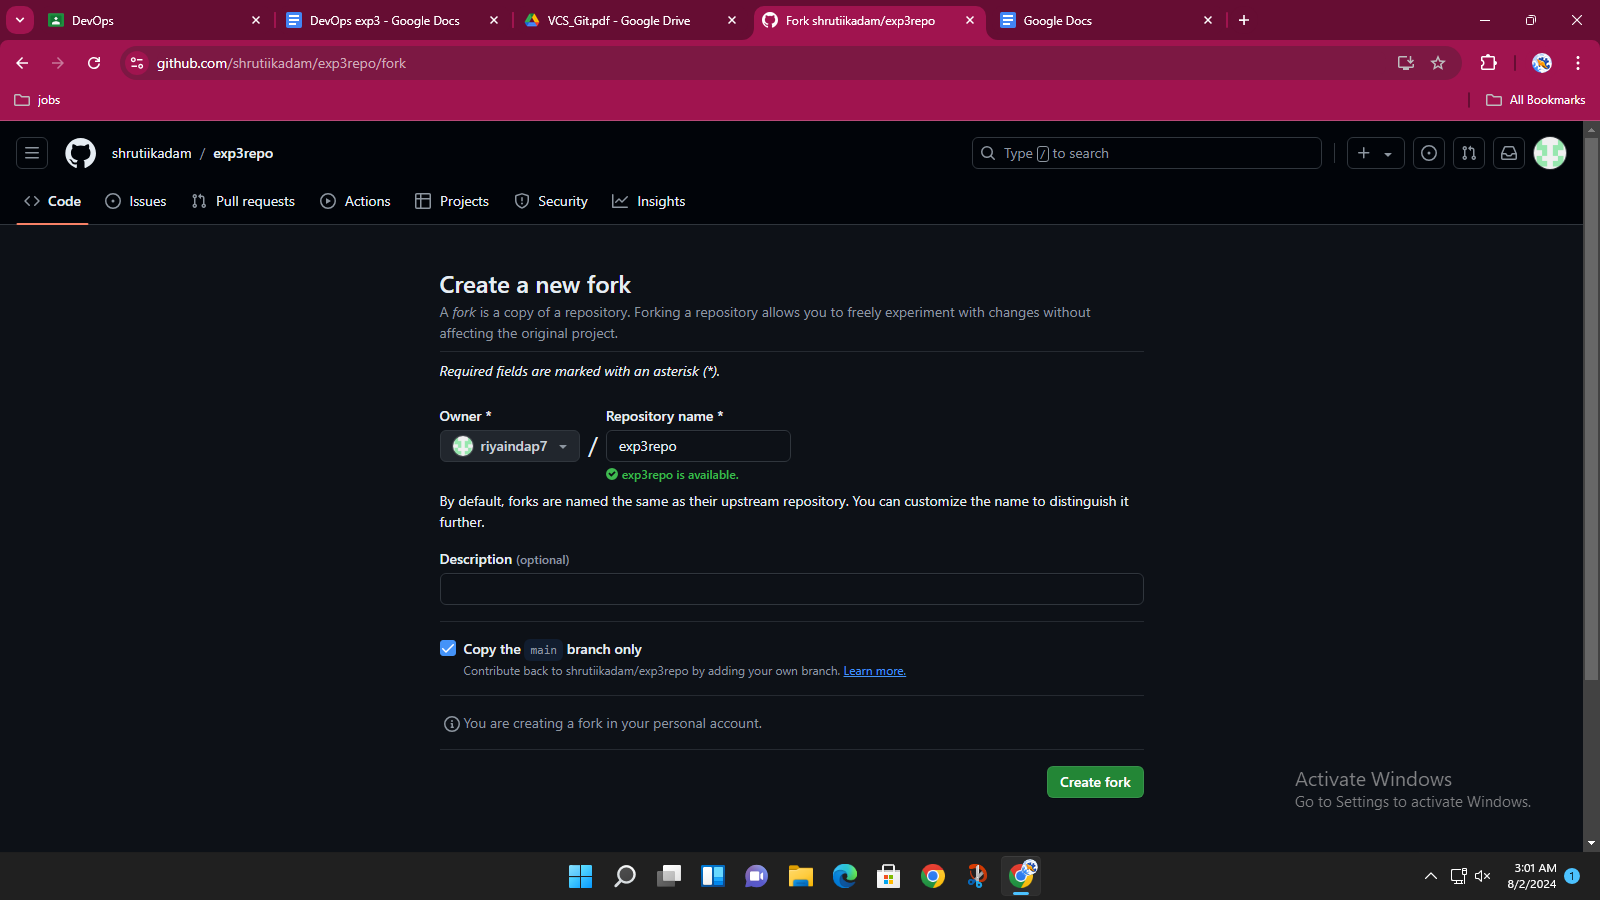 DevOps
DevOps exp3 - Google Docs
VCS_Git.pdf - Google Drive
Fork shrutiikadam/exp3repo
Google Docs
github.com/shrutiikadam/exp3repo/fork
jobs
All Bookmarks
shrutiikadam / exp3repo
Type / to search
Code
Issues
Pull requests
Actions
Projects
Security
Insights
Create a new fork
A fork is a copy of a repository. Forking a repository allows you to freely experiment with changes without
affecting the original project.
Required fields are marked with an asterisk (*).
Owner *
Repository name *
riyaindap7 / exp3repo
exp3repo is available.
By default, forks are named the same as their upstream repository. You can customize the name to distinguish it
further.
Description (optional)
Copy the main branch only
Contribute back to shrutiikadam/exp3repo by adding your own branch. Learn more.
You are creating a fork in your personal account.
Create fork
Activate Windows
Go to Settings to activate Windows.
3:01 AM
8/2/2024
1